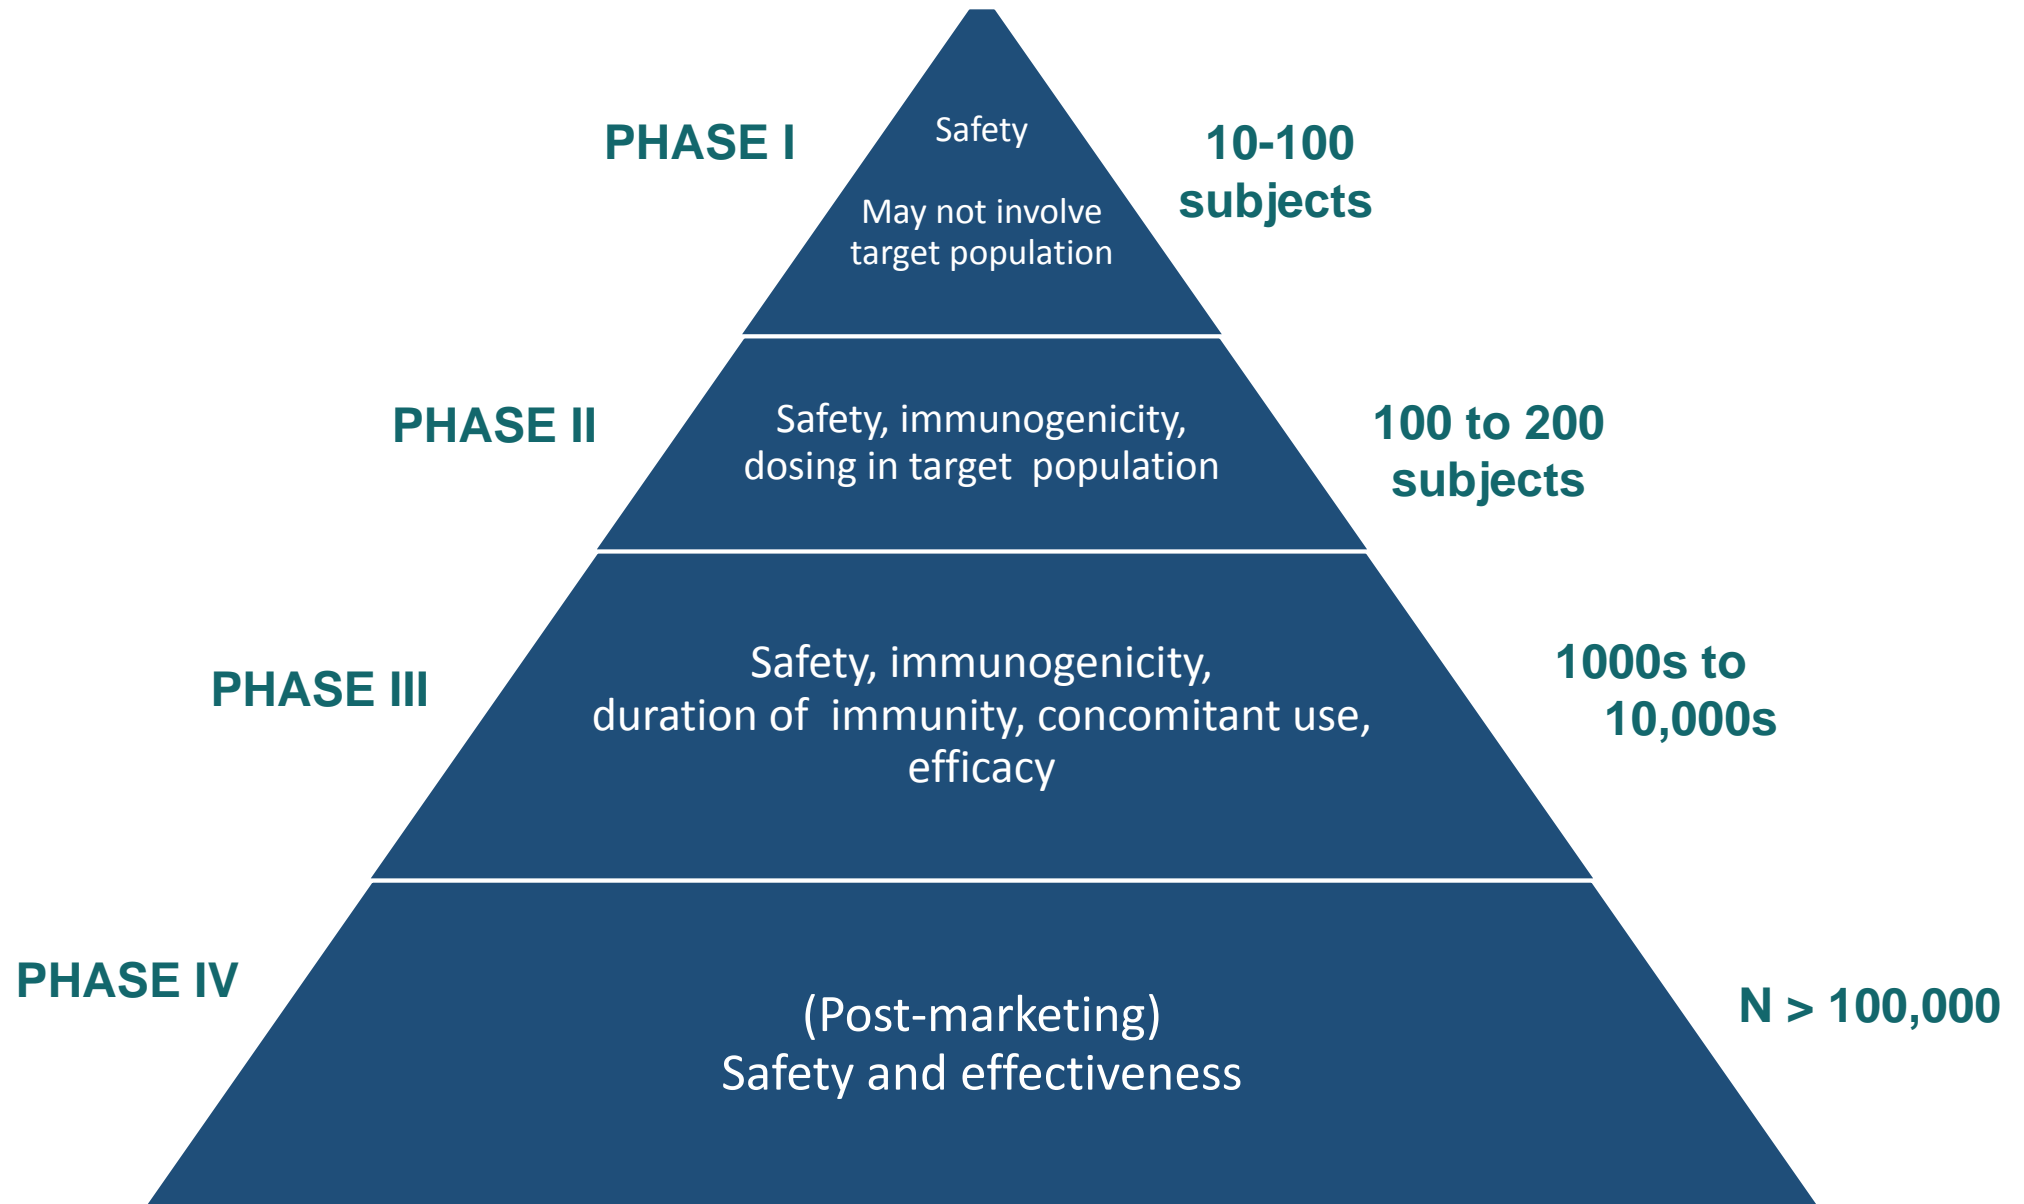 PHASE I
Safety
May not involve
target population
10-100
subjects
PHASE II
Safety, immunogenicity,
dosing in target  population
100 to 200
subjects
PHASE III
Safety, immunogenicity,
duration of  immunity, concomitant use,
efficacy
1000s to
10,000s
PHASE IV
(Post-marketing)
Safety and effectiveness
N > 100,000